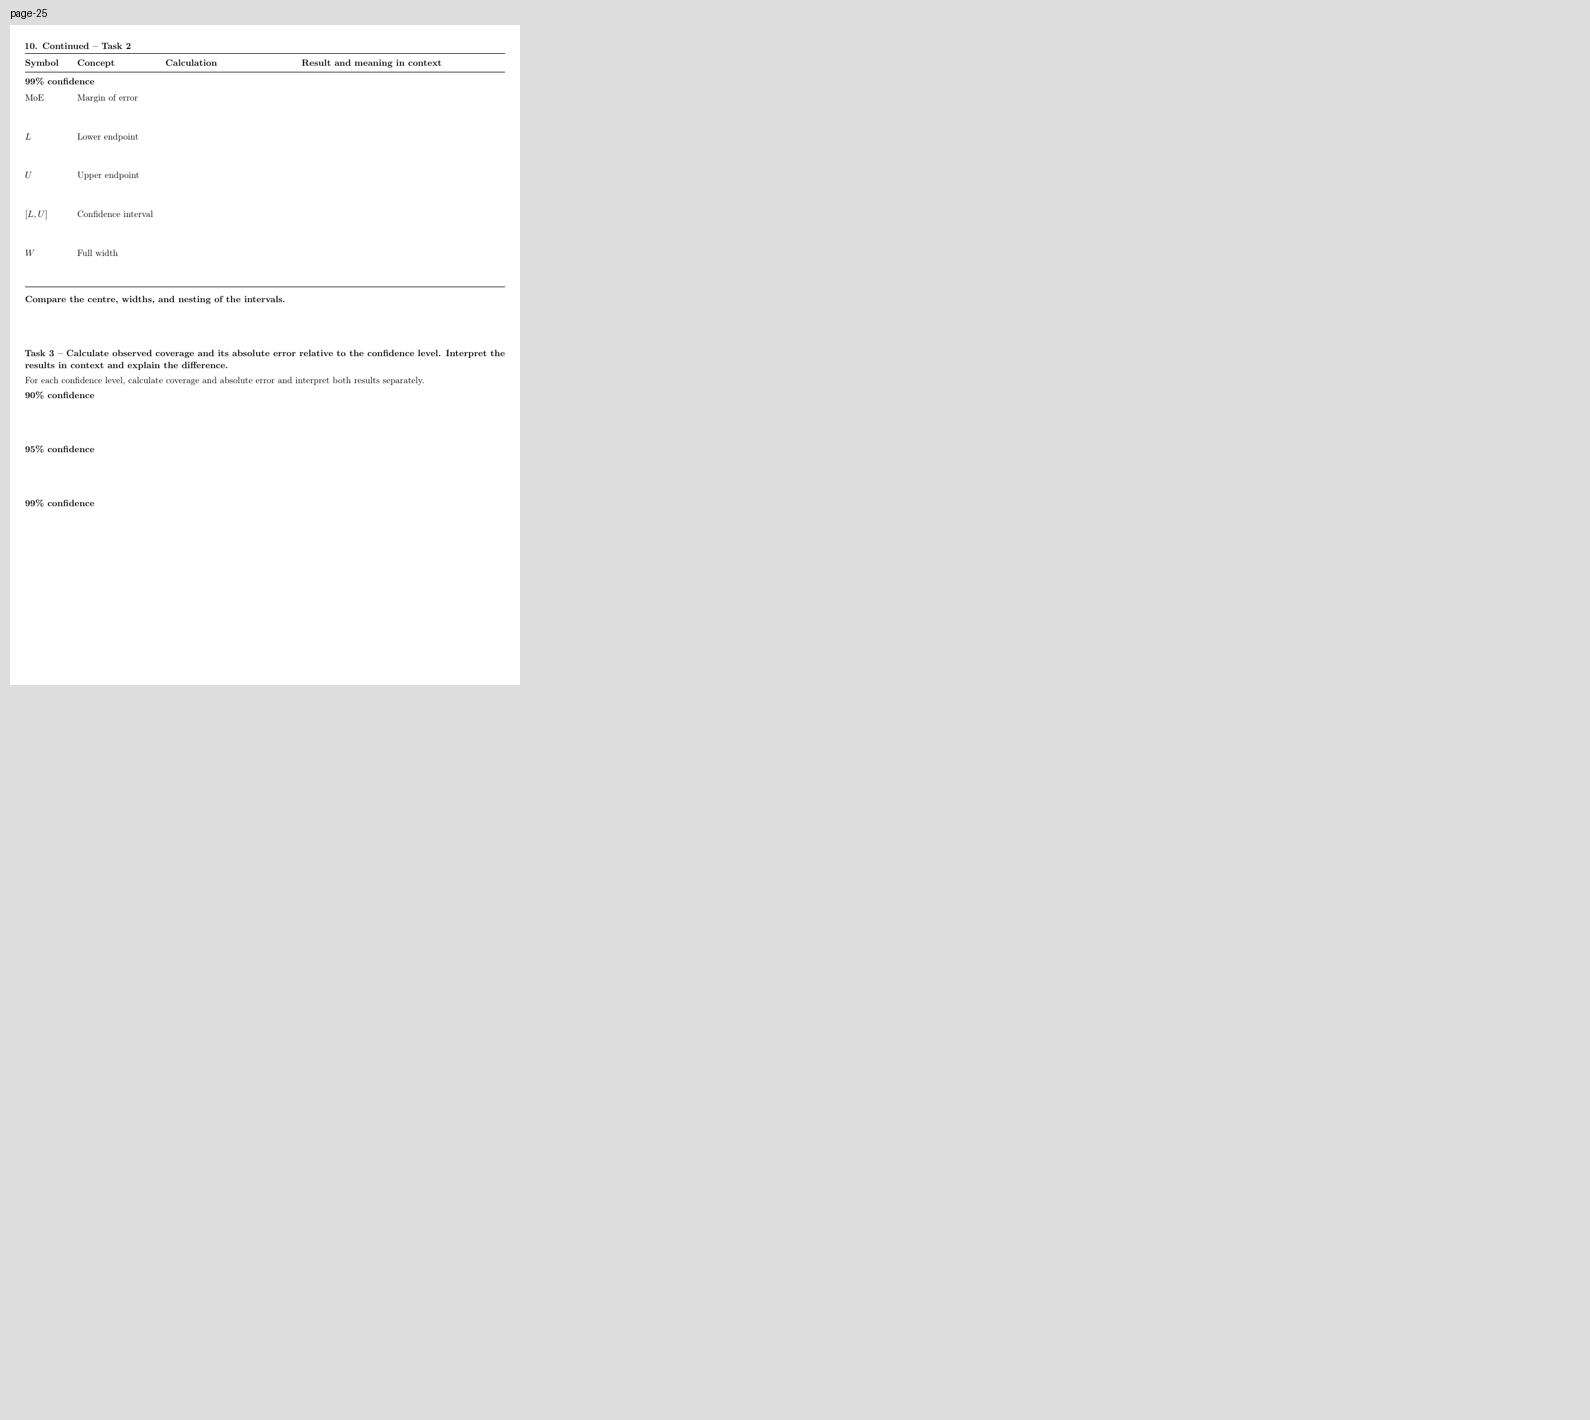 page-25
10. Continued – Task 2
Symbol Concept Calculation Result and meaning in context
99% confidence
MoE Margin of error
L Lower endpoint
U Upper endpoint
[L, U] Confidence interval
W Full width
Compare the centre, widths, and nesting of the intervals.
Task 3 – Calculate observed coverage and its absolute error relative to the confidence level. Interpret the
results in context and explain the difference.
For each confidence level, calculate coverage and absolute error and interpret both results separately.
90% confidence
95% confidence
99% confidence